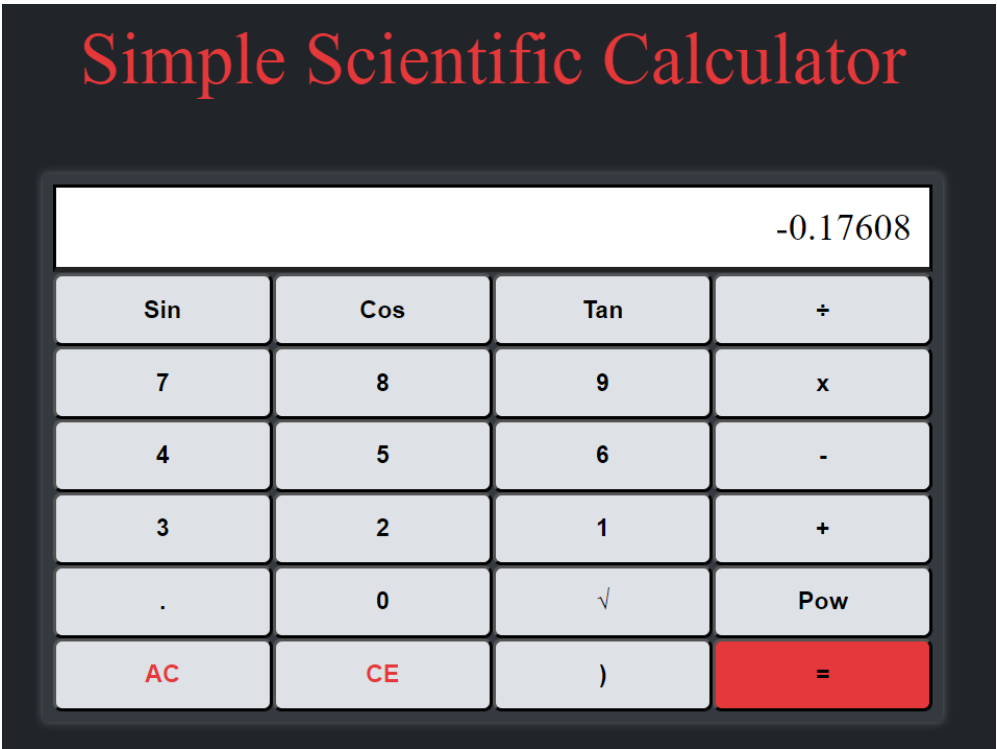 Simple Scientific Calculator
-0.17608
Sin Cos Tan ÷
7 8 9 x
4 5 6 -
3 2 1 +
. 0 √ Pow
AC CE ) =